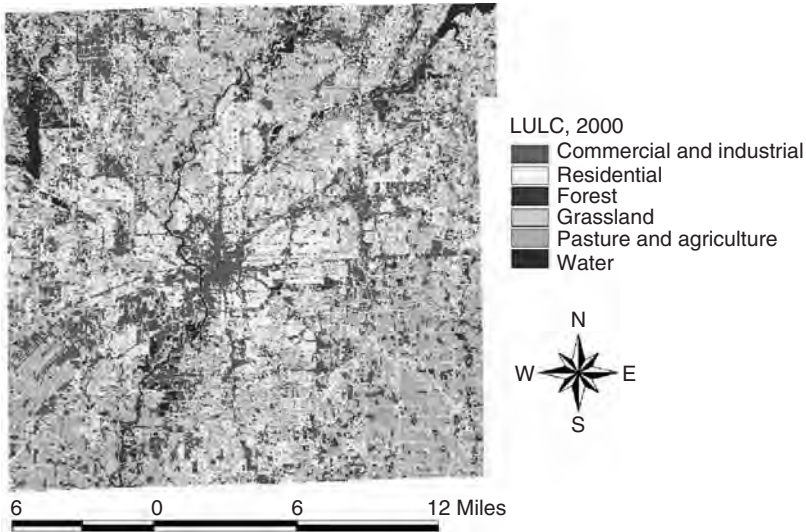 LULC, 2000
Commercial and industrial
Residential
Forest
Grassland
Pasture and agriculture
Water
N
W E
S
6 0 6 12 Miles